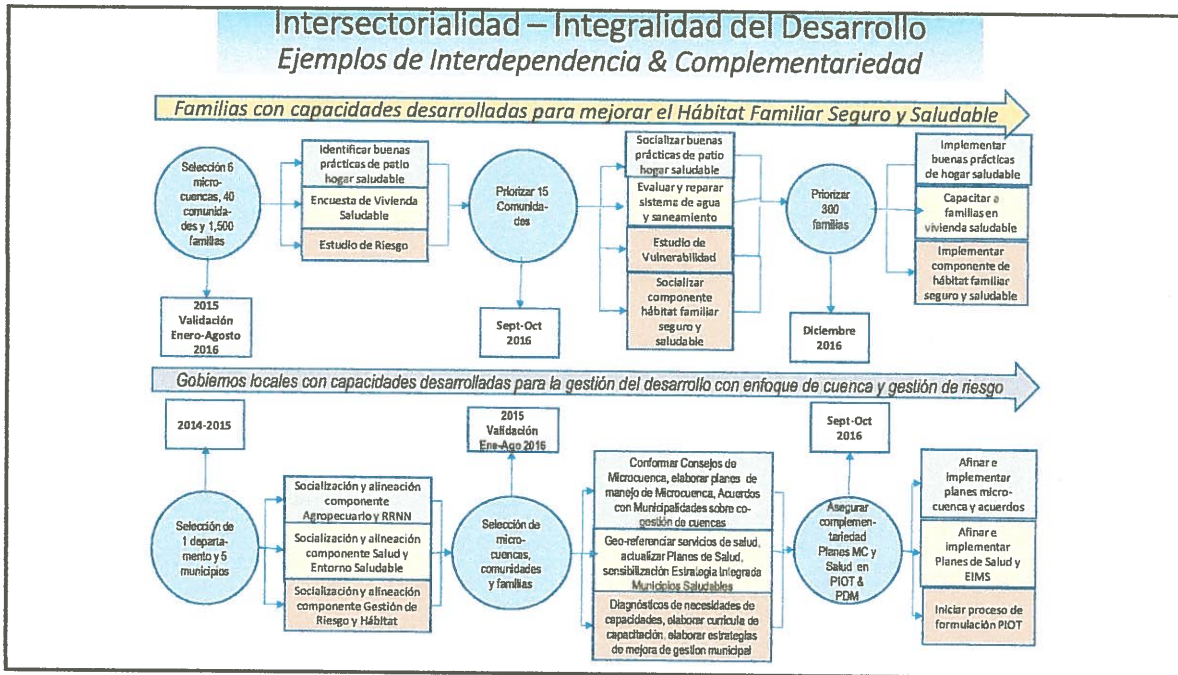 Intersectorialidad – Integralidad del Desarrollo
Ejemplos de Interdependencia & Complementariedad
Familias con capacidades desarrolladas para mejorar el Hábitat Familiar Seguro y Saludable
Selección 6
micro-
cuencas, 40
comunida-
des y 1,500
familias
2015
Validación
Enero-Agosto
2016
Identificar buenas
prácticas de patio
hogar saludable
Encuesta de Vivienda
Saludable
Estudio de Riesgo
Priorizar 15
Comunida-
des
Sept-Oct
2016
Socializar buenas
prácticas de patio
hogar saludable
Evaluar y reparar
sistema de agua y
saneamiento
Estudio de
Vulnerabilidad
Socializar
componente
hábitat familiar
seguro y
saludable
Priorizar
300
familias
Diciembre
2016
Implementar
buenas prácticas
de hogar saludable
Capacitar a
familias en
vivienda saludable
Implementar
componente de
hábitat familiar
seguro y saludable
Gobiernos locales con capacidades desarrolladas para la gestión del desarrollo con enfoque de cuenca y gestión de riesgo
2014-2015
Selección de
1 departa-
mento y 5
municipios
Socialización y alineación
componente
Agropecuario y RRNN
Socialización y alineación
componente Salud y
Entorno Saludable
Socialización y alineación
componente Gestión de
Riesgo y Hábitat
2015
Validación
Ene-Ago 2016
Selección de
micro-
cuencas,
comunidades
y familias
Conformar Consejos de
Microcuenca, elaborar planes de
manejo de Microcuenca, Acuerdos
con Municipalidades sobre co-
gestión de cuencas
Geo-referenciar servicios de salud,
actualizar Planes de Salud,
sensibilización Estrategia Integrada
Municipios Saludables
Diagnósticos de necesidades de
capacidades, elaborar curricula de
capacitación, elaborar estrategias
de mejora de gestion municipal
Sept-Oct
2016
Asegurar
complemen-
tariedad
Planes MC y
Salud en
PIOT &
PDM
Afinar e
implementar
planes micro-
cuenca y acuerdos
Afinar e
implementar
Planes de Salud y
EIMS
Iniciar proceso de
formulación PIOT